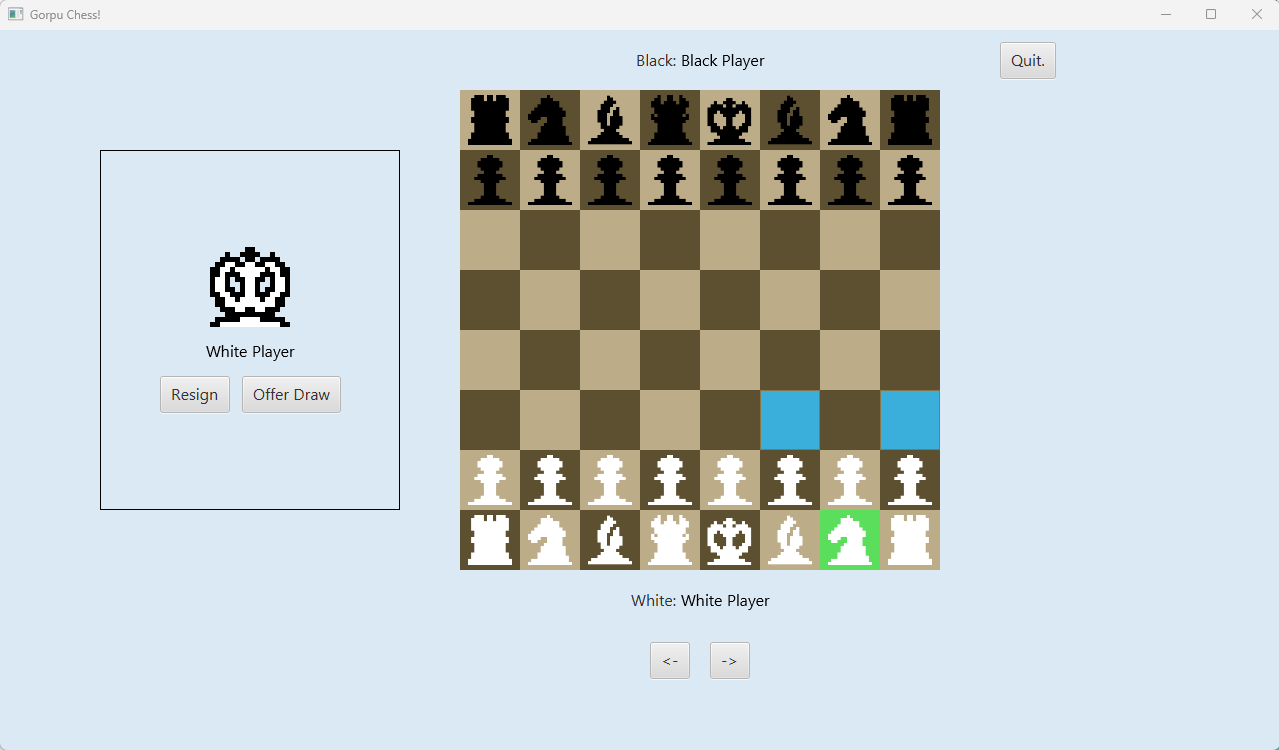 Gorpu Chess!
Black: Black Player
Quit.
White Player
Resign
Offer Draw
White: White Player
<-
->